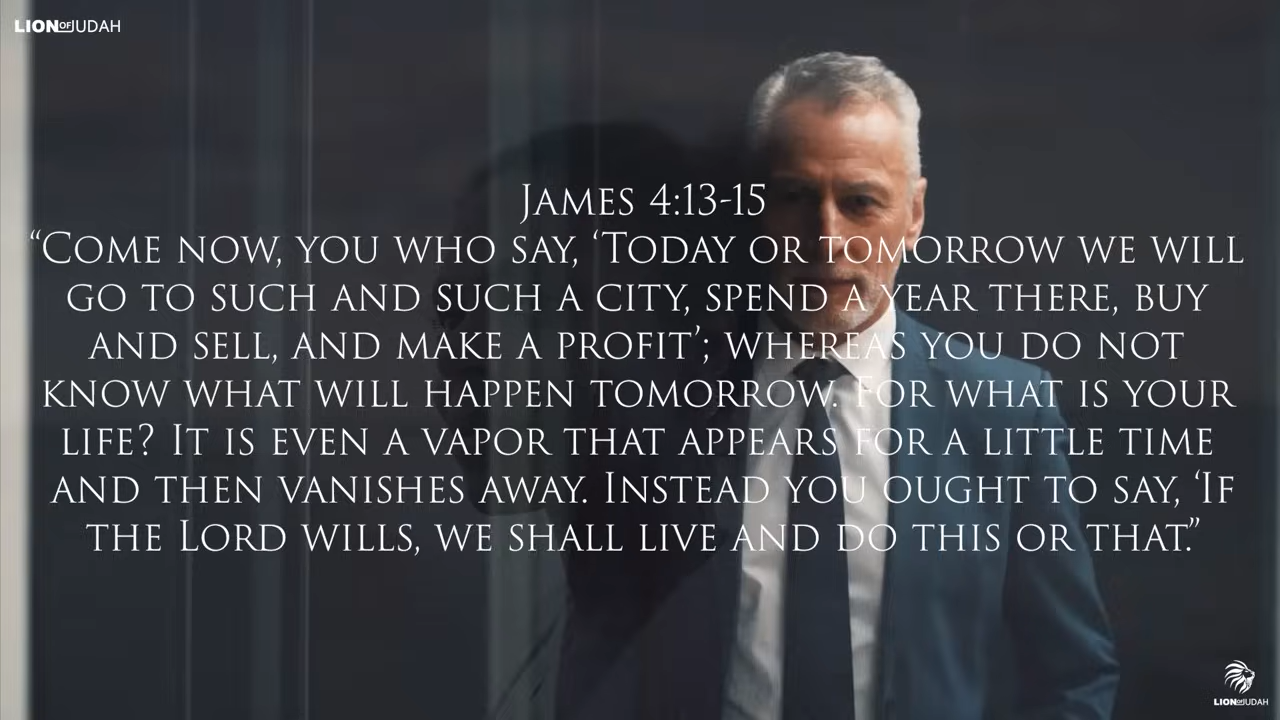 LION OF JUDAH
James 4:13-15
“Come now, you who say, ‘Today or tomorrow we will
go to such and such a city, spend a year there, buy
and sell, and make a profit’; whereas you do not
know what will happen tomorrow. For what is your
life? It is even a vapor that appears for a little time
and then vanishes away. Instead you ought to say, ‘If
the Lord wills, we shall live and do this or that.”
LION OF JUDAH